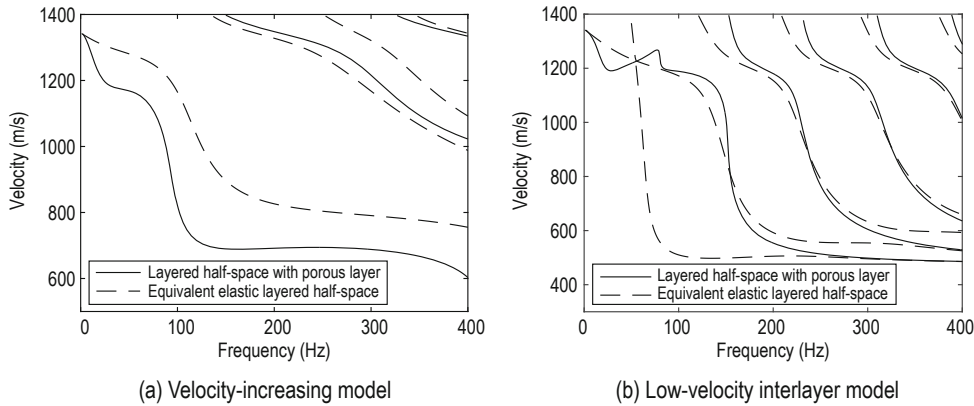 1400
1200
1000
800
600
Velocity (m/s)
Layered half-space with porous layer
Equivalent elastic layered half-space
0 100 200 300 400
Frequency (Hz)
(a) Velocity-increasing model
1400
1200
1000
800
600
400
Velocity (m/s)
Layered half-space with porous layer
Equivalent elastic layered half-space
0 100 200 300 400
Frequency (Hz)
(b) Low-velocity interlayer model